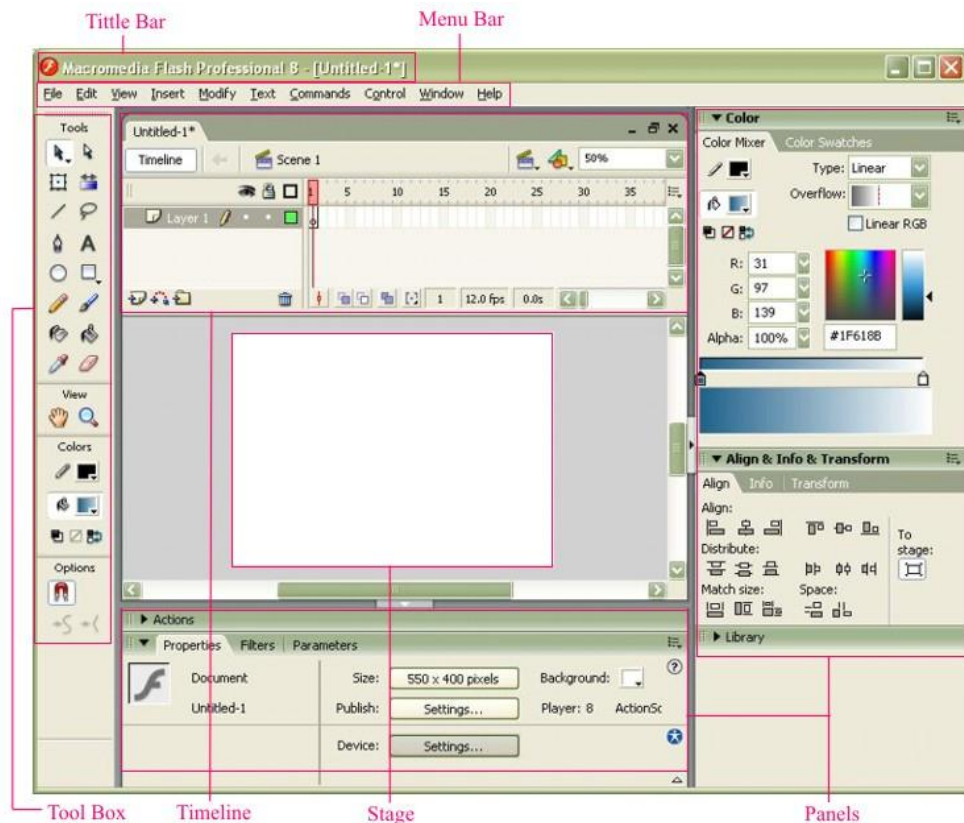 Tittle Bar
Menu Bar
Macromedia Flash Professional 8 - [Untitled-1*]
File Edit View Insert Modify Text Commands Control Window Help
Tools
View
Colors
Options
Untitled-1*
Timeline
Scene 1
50%
1 5 10 15 20 25 30 35
Layer 1
1 12.0 fps 0.0s
Actions
Properties Filters Parameters
Document
Size: 550 x 400 pixels
Background:
Untitled-1
Publish: Settings...
Player: 8 ActionSc
Device: Settings...
Color
Color Mixer Color Swatches
Type: Linear
Overflow:
Linear RGB
R: 31
G: 97
B: 139
Alpha: 100%
#1F618B
Align & Info & Transform
Align Info Transform
Align:
To stage:
Distribute:
Match size: Space:
Library
Tool Box
Timeline
Stage
Panels